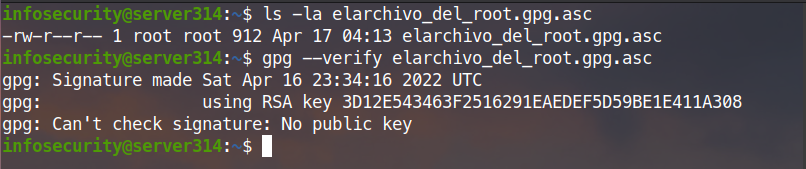 infosecurity@server314:~$ ls -la elarchivo_del_root.gpg.asc
-rw-r--r-- 1 root root 912 Apr 17 04:13 elarchivo_del_root.gpg.asc
infosecurity@server314:~$ gpg --verify elarchivo_del_root.gpg.asc
gpg: Signature made Sat Apr 16 23:34:16 2022 UTC
gpg:                using RSA key 3D12E543463F2516291EAEDEF5D59BE1E411A308
gpg: Can't check signature: No public key
infosecurity@server314:~$